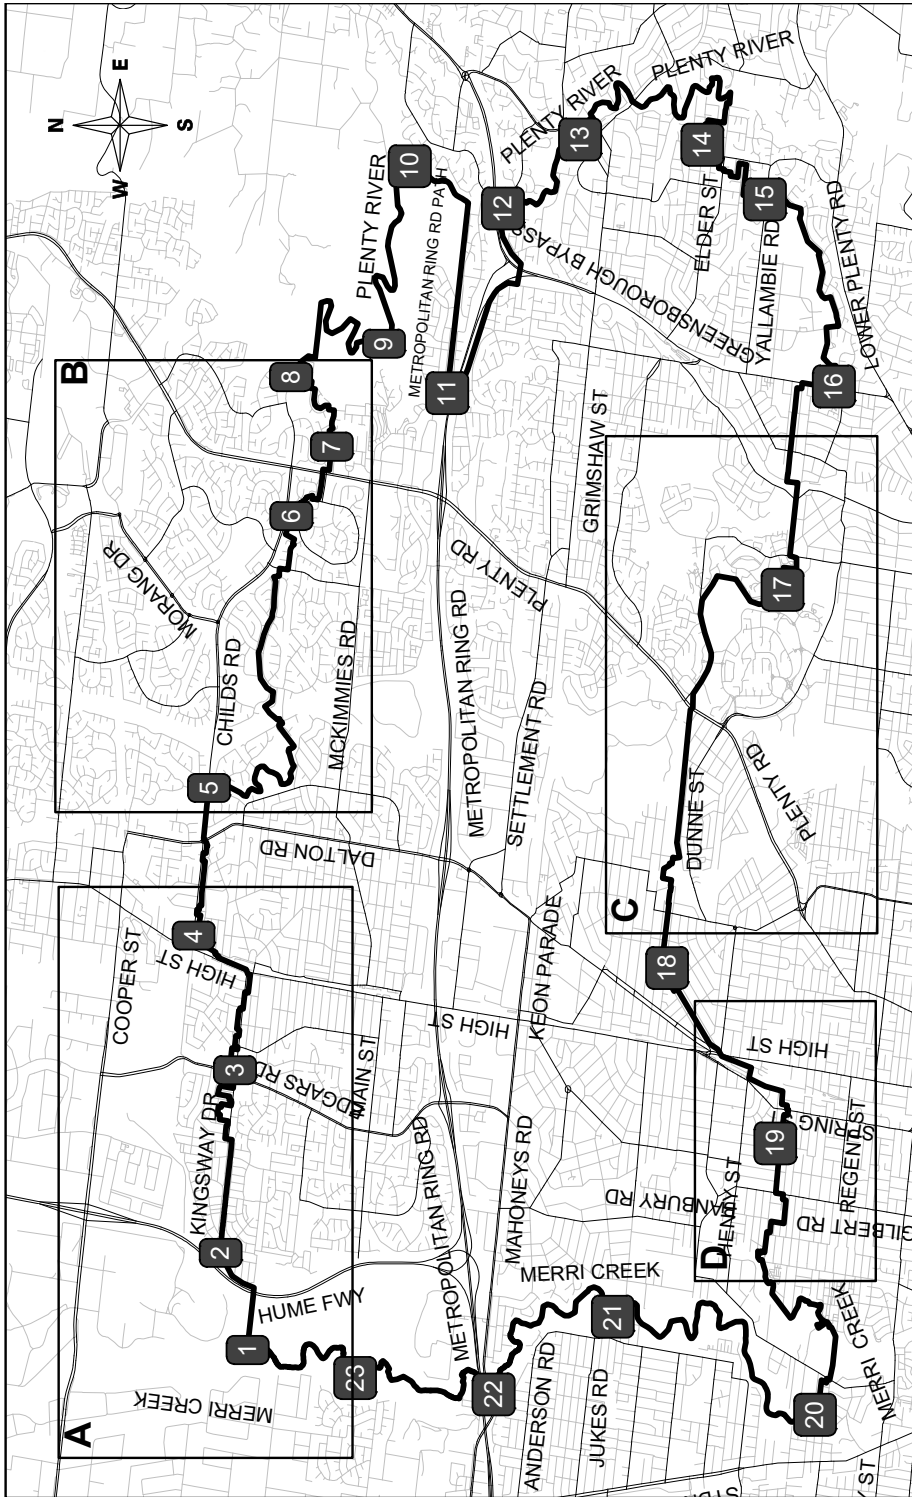 N
E
S
W
A
B
C
D
1
2
3
4
5
6
7
8
9
10
11
12
13
14
15
16
17
18
19
20
21
22
23
COOPER ST
HIGH ST
KINGSWAY DR
EDGARS RD
MAIN ST
HUME FWY
MERRI CREEK
DALTON RD
CHILDS RD
MORANG DR
MCKIMMIES RD
PLENTY RIVER
METROPOLITAN RING RD PATH
PLENTY RIVER
PLENTY RIVER
GREENSBOROUGH BYPASS
ELDER ST
YALLAMBIE RD
LOWER PLENTY RD
GRIMSHAW ST
PLENTY RD
METROPOLITAN RING RD
SETTLEMENT RD
KEON PARADE
HIGH ST
METROPOLITAN RING RD
MAHONEYS RD
DUNNE ST
PLENTY RD
HIGH ST
SPRING
REGENT ST
HENTY ST
GILBERT RD
MERRI CREEK
ANDERSON RD
JUKES RD
MERRI CREEK